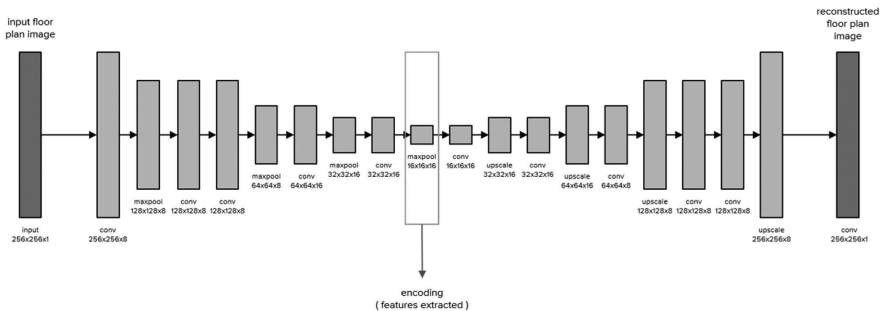 input floor
plan image
reconstructed
floor plan
image
input
256x256x1
conv
256x256x8
maxpool
128x128x8
conv
128x128x8
conv
128x128x8
maxpool
64x64x8
conv
64x64x16
maxpool
32x32x16
conv
32x32x16
maxpool
16x16x16
conv
16x16x16
upscale
32x32x16
conv
32x32x16
upscale
64x64x16
conv
64x64x8
upscale
128x128x8
conv
128x128x8
conv
128x128x8
upscale
256x256x8
conv
256x256x1
encoding
( features extracted )